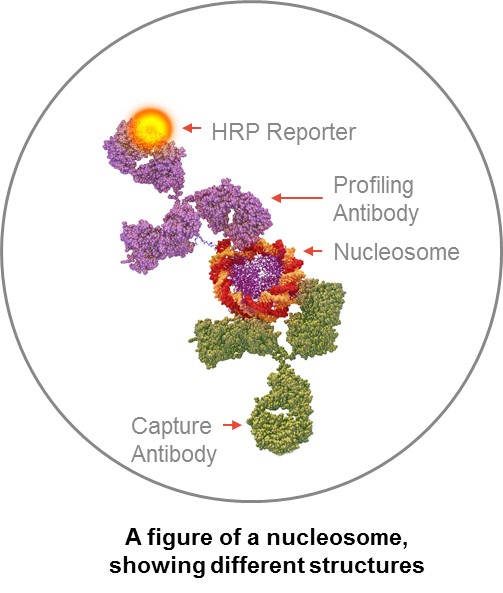 HRP Reporter
Profiling
Antibody
Nucleosome
Capture
Antibody
A figure of a nucleosome,
showing different structures